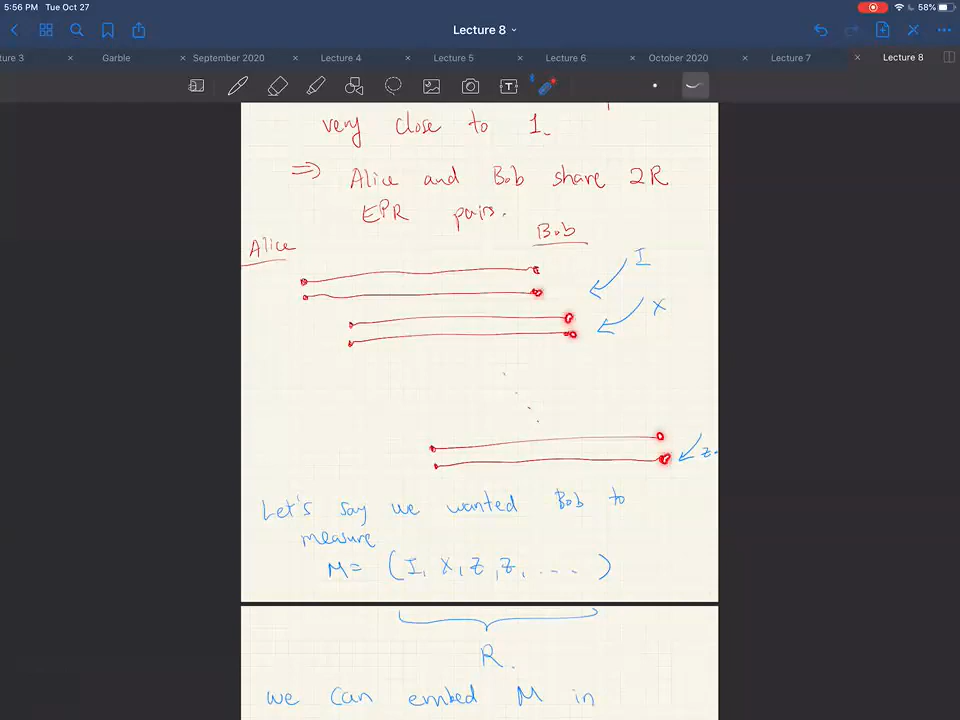 5:56 PM Tue Oct 27
58%
Lecture 8
ture 3
Garble
September 2020
Lecture 4
Lecture 5
Lecture 6
October 2020
Lecture 7
Lecture 8
very close to 1.
⇒ Alice and Bob share 2R
EPR pairs.
Bob
Alice
I
X
Z.
Let's say we wanted Bob to
measure
M= (I, X, Z, Z, .... )
R.
we can embed M in